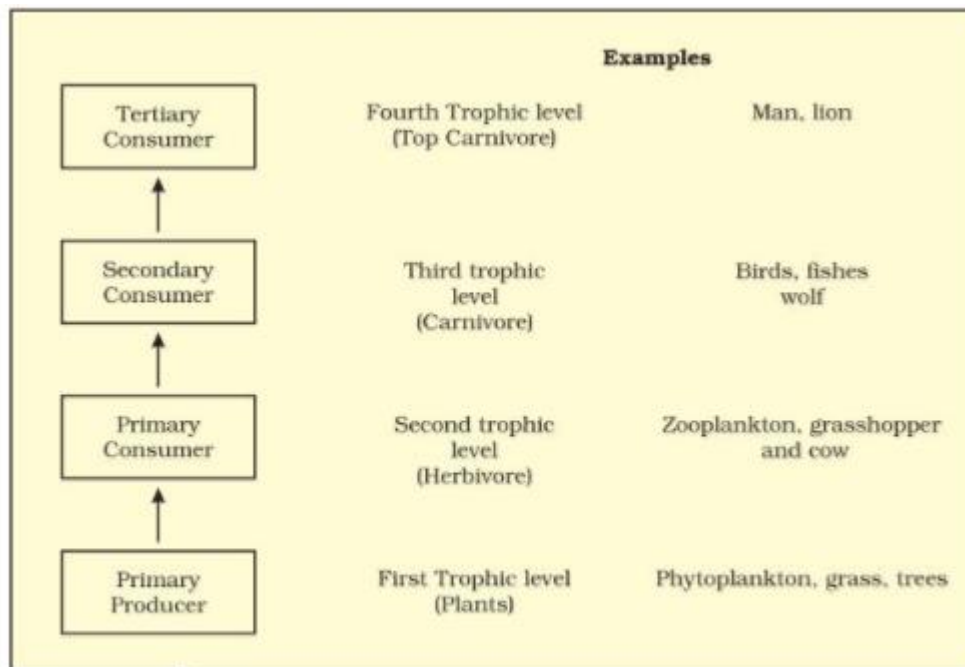 Examples
Tertiary
Consumer
Fourth Trophic level
(Top Carnivore)
Man, lion
Secondary
Consumer
Third trophic
level
(Carnivore)
Birds, fishes
wolf
Primary
Consumer
Second trophic
level
(Herbivore)
Zooplankton, grasshopper
and cow
Primary
Producer
First Trophic level
(Plants)
Phytoplankton, grass, trees